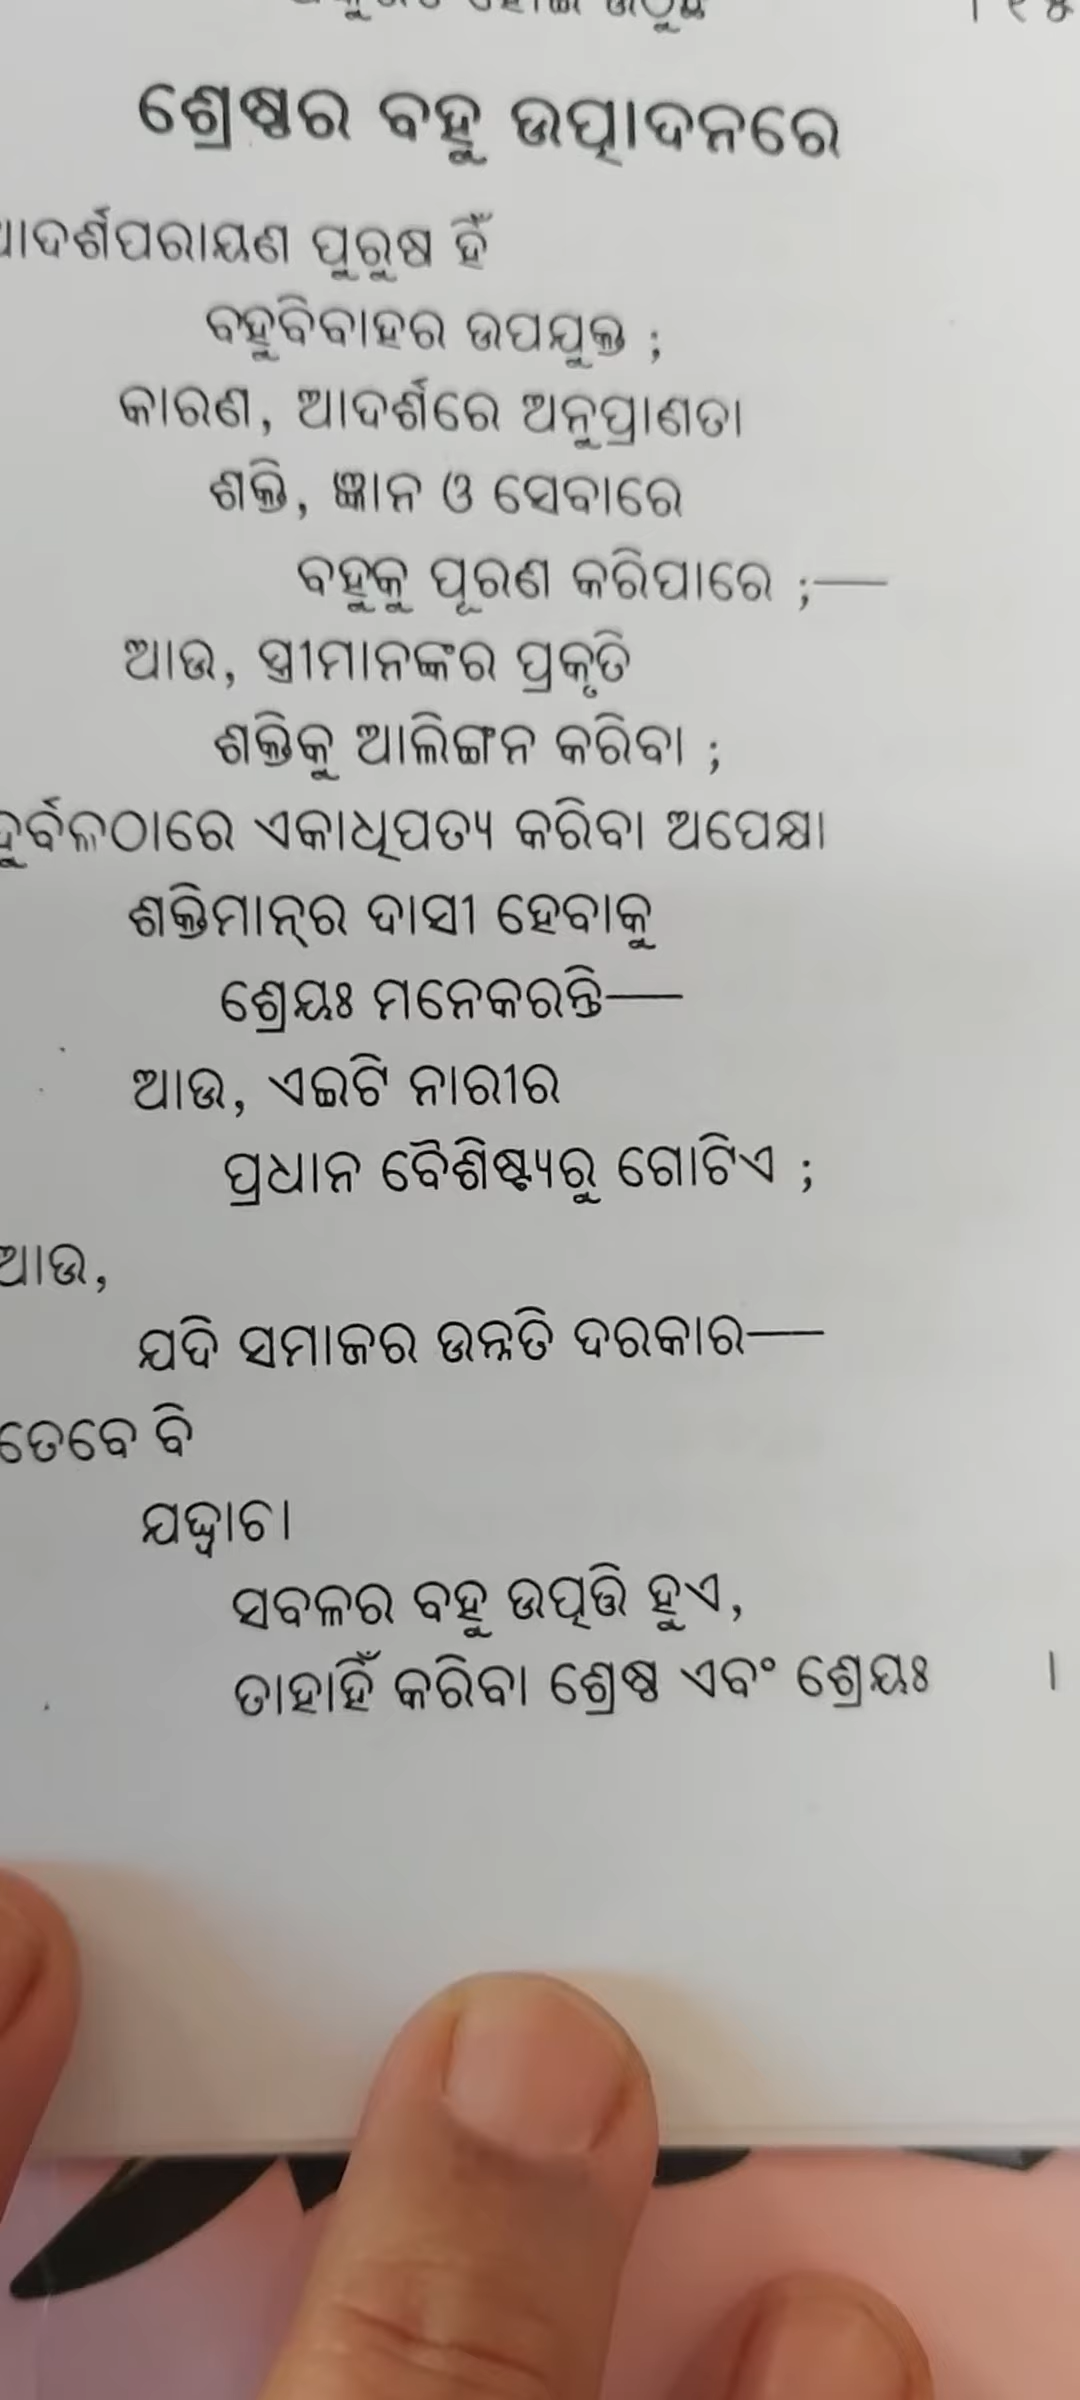 ଶ୍ରେଷ୍ଠର ବହୁ ଉତ୍ପାଦନରେ
ଆଦର୍ଶପରାୟଣ ପୁରୁଷ ହିଁ
ବହୁବିବାହର ଉପଯୁକ୍ତ ;
କାରଣ, ଆଦର୍ଶରେ ଅନୁପ୍ରାଣତା
ଶକ୍ତି, ଜ୍ଞାନ ଓ ସେବାରେ
ବହୁକୁ ପୂରଣ କରିପାରେ ;—
ଆଉ, ସ୍ତ୍ରୀମାନଙ୍କର ପ୍ରକୃତି
ଶକ୍ତିକୁ ଆଲିଙ୍ଗନ କରିବା ;
ଦୁର୍ବଳଠାରେ ଏକାଧିପତ୍ୟ କରିବା ଅପେକ୍ଷା
ଶକ୍ତିମାନ୍‌ର ଦାସୀ ହେବାକୁ
ଶ୍ରେୟଃ ମନେକରନ୍ତି—
ଆଉ, ଏଇଟି ନାରୀର
ପ୍ରଧାନ ବୈଶିଷ୍ଟ୍ୟରୁ ଗୋଟିଏ ;
ଆଉ,
ଯଦି ସମାଜର ଉନ୍ନତି ଦରକାର—
ତେବେ ବି
ଯଦ୍ଦ୍ୱାରା
ସବଳର ବହୁ ଉତ୍ପତ୍ତି ହୁଏ,
ତାହାହିଁ କରିବା ଶ୍ରେଷ୍ଠ ଏବଂ ଶ୍ରେୟଃ ।